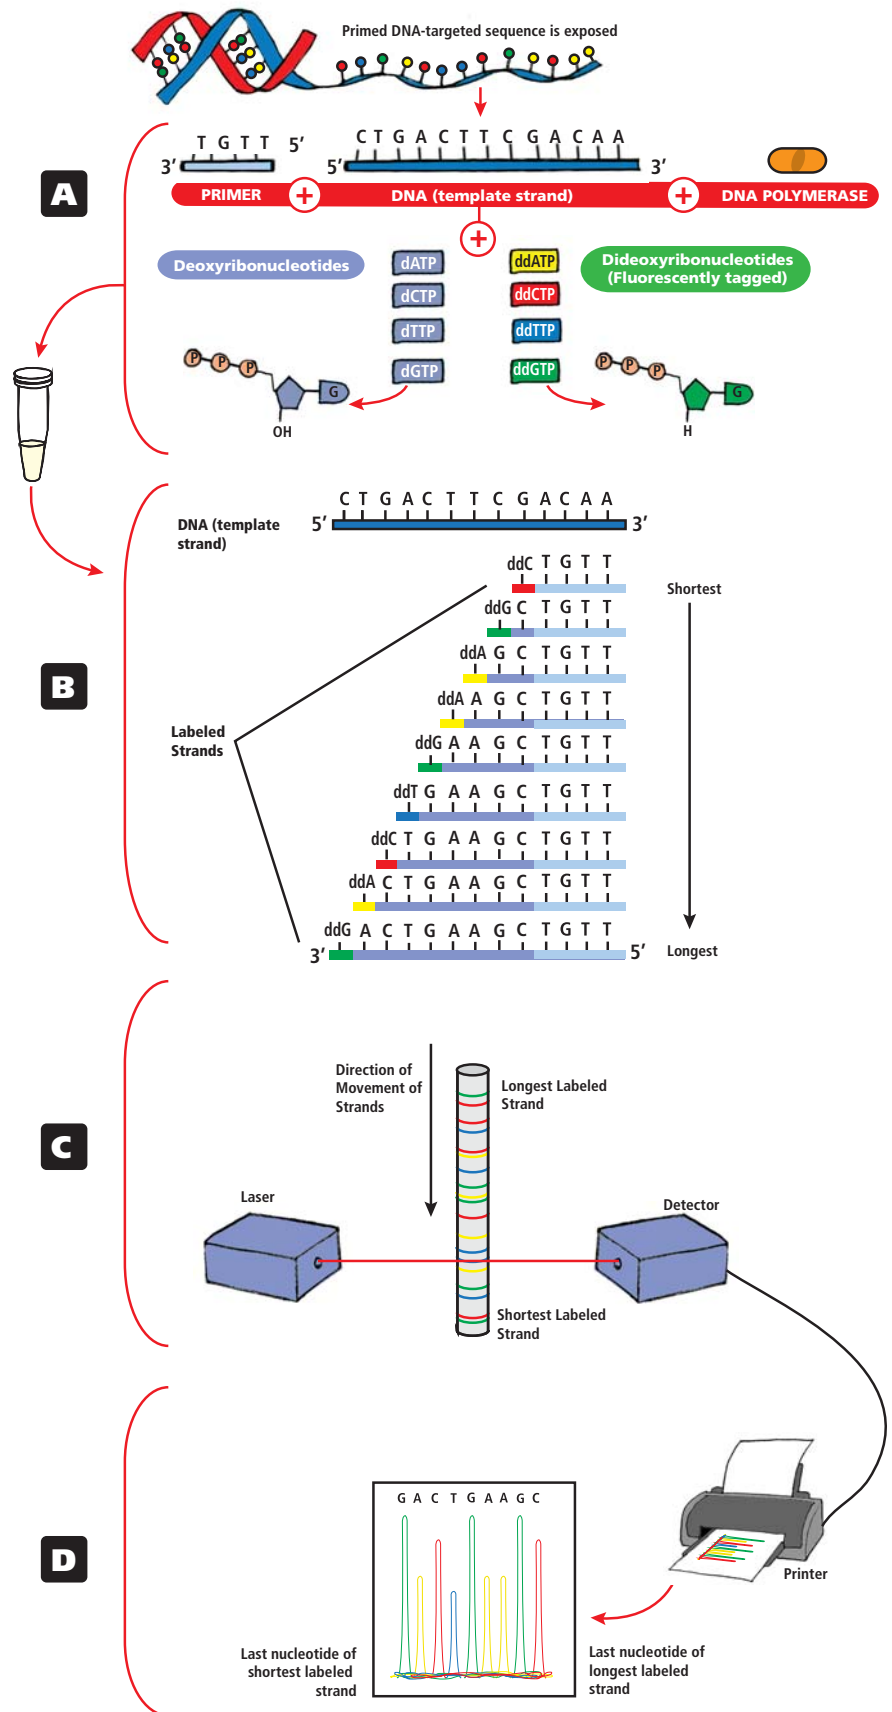 Primed DNA-targeted sequence is exposed
T G T T 5’
C T G A C T T C G A C A A
3’ 5’ 3’
A
PRIMER + DNA (template strand) + DNA POLYMERASE
+
Deoxyribonucleotides
dATP
dCTP
dTTP
dGTP
ddATP
ddCTP
ddTTP
ddGTP
Dideoxyribonucleotides
(Fluorescently tagged)
P P P G
OH
P P P G
H
B
C T G A C T T C G A C A A
DNA (template
strand)
5’ 3’
ddC T G T T
ddG C T G T T
ddA G C T G T T
ddA A G C T G T T
ddG A A G C T G T T
ddT G A A G C T G T T
ddC T G A A G C T G T T
ddA C T G A A G C T G T T
ddG A C T G A A G C T G T T
3’ 5’
Labeled
Strands
Shortest
Longest
C
Direction of
Movement of
Strands
Longest Labeled
Strand
Laser
Detector
Shortest Labeled
Strand
D
G A C T G A A G C
Printer
Last nucleotide of
shortest labeled
strand
Last nucleotide of
longest labeled
strand